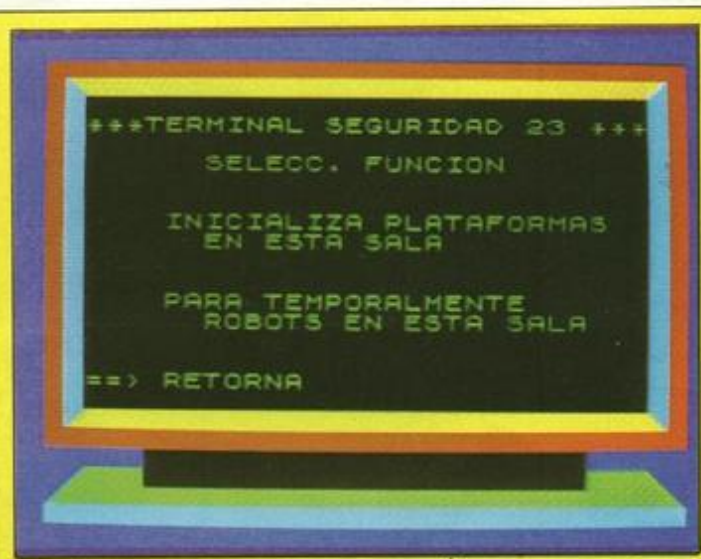 ***TERMINAL SEGURIDAD 23 ***
SELECC. FUNCION
INICIALIZA PLATAFORMAS
EN ESTA SALA
PARA TEMPORALMENTE
ROBOTS EN ESTA SALA
==> RETORNA